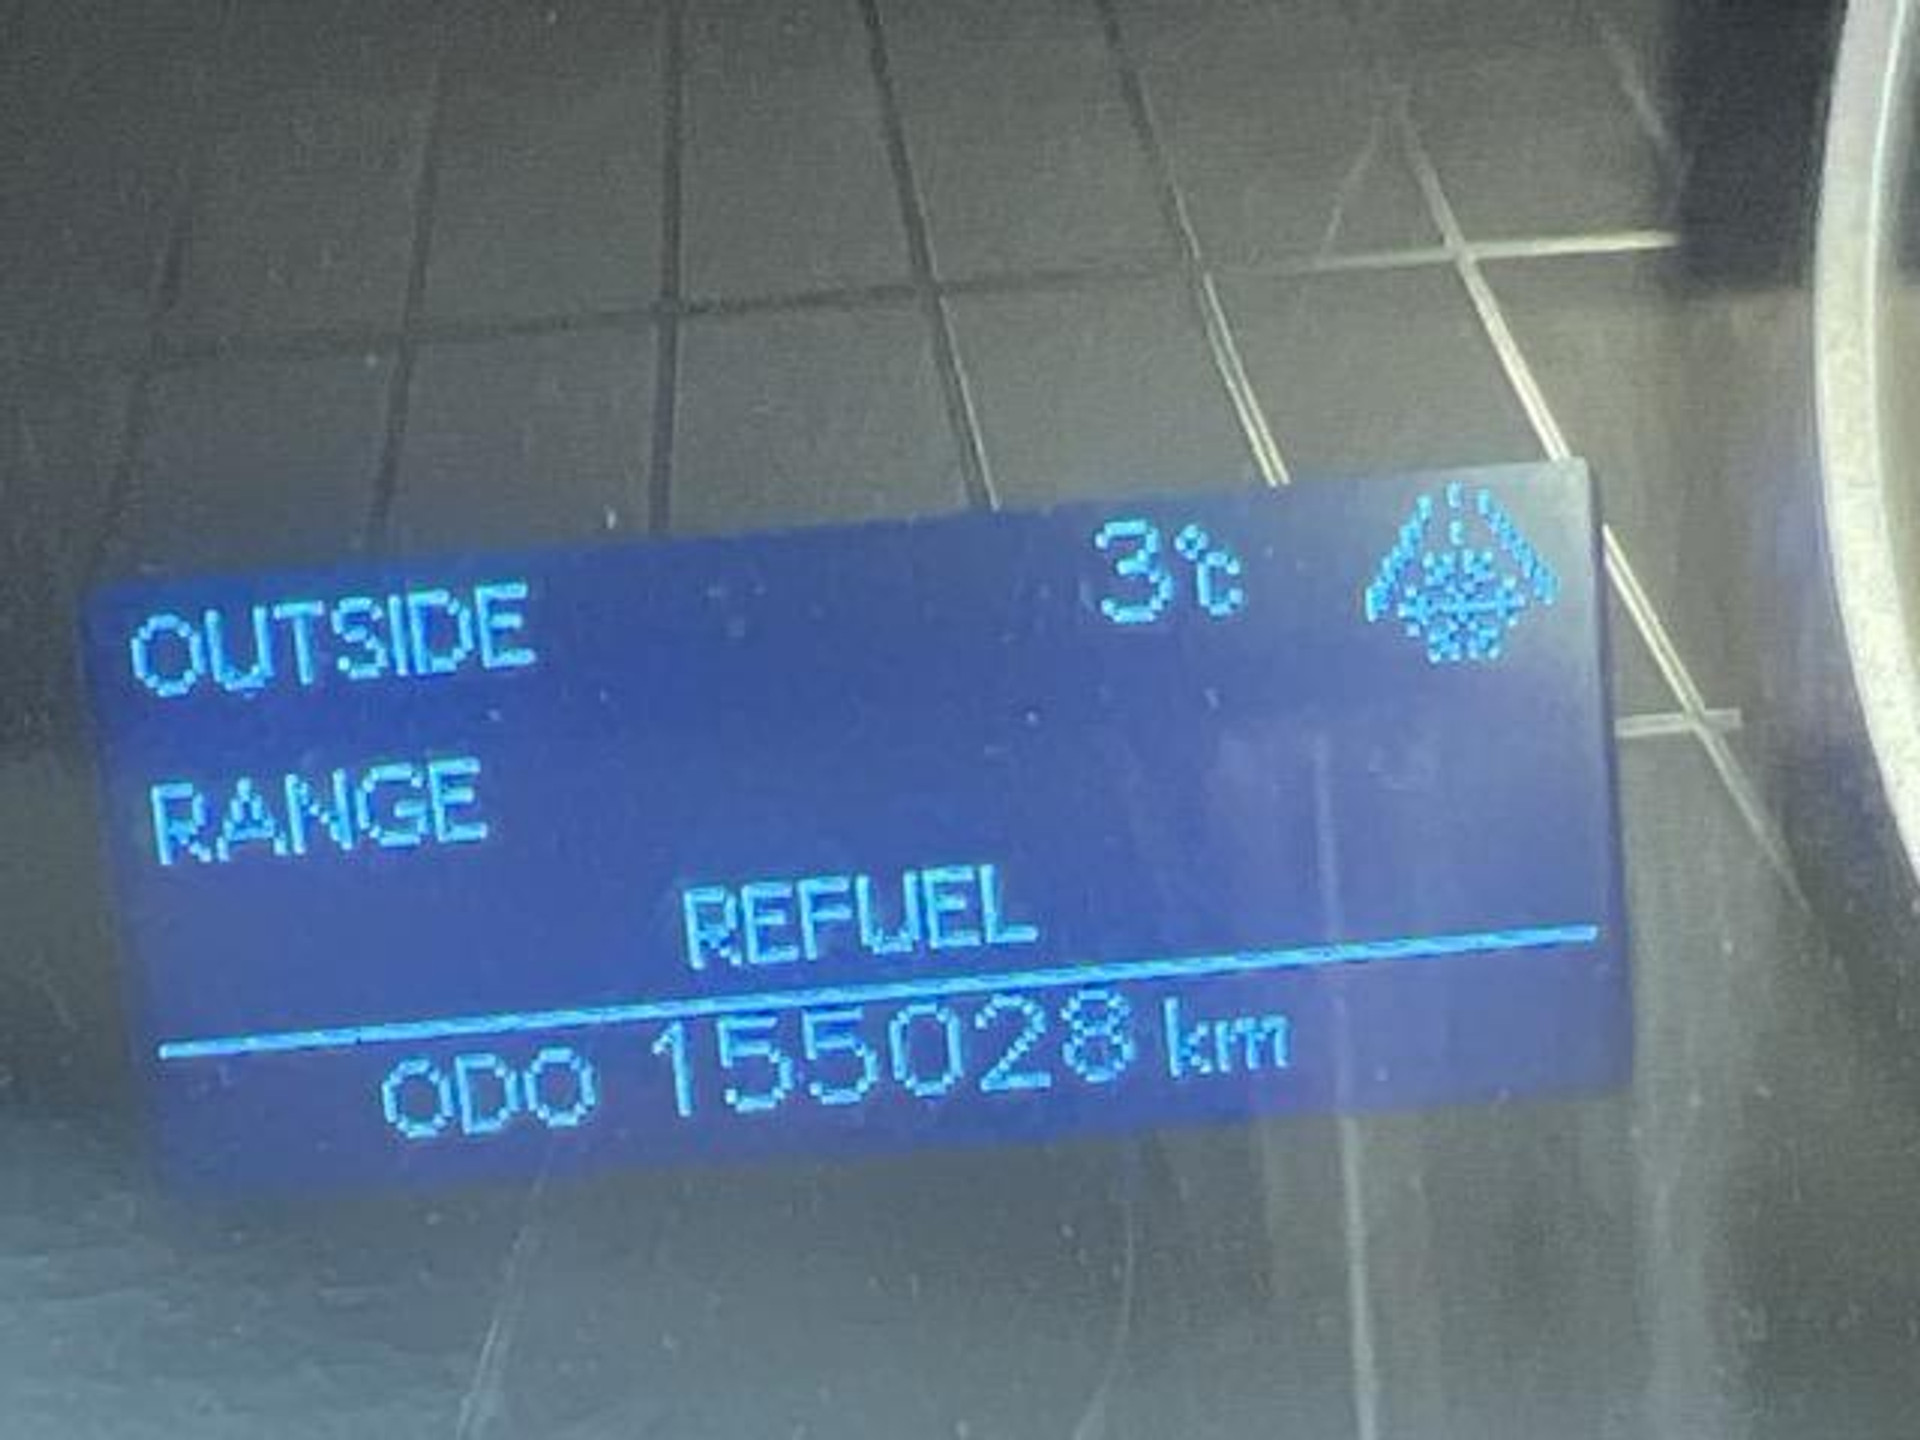 OUTSIDE 3°C
RANGE
REFUEL
ODO 155028 km